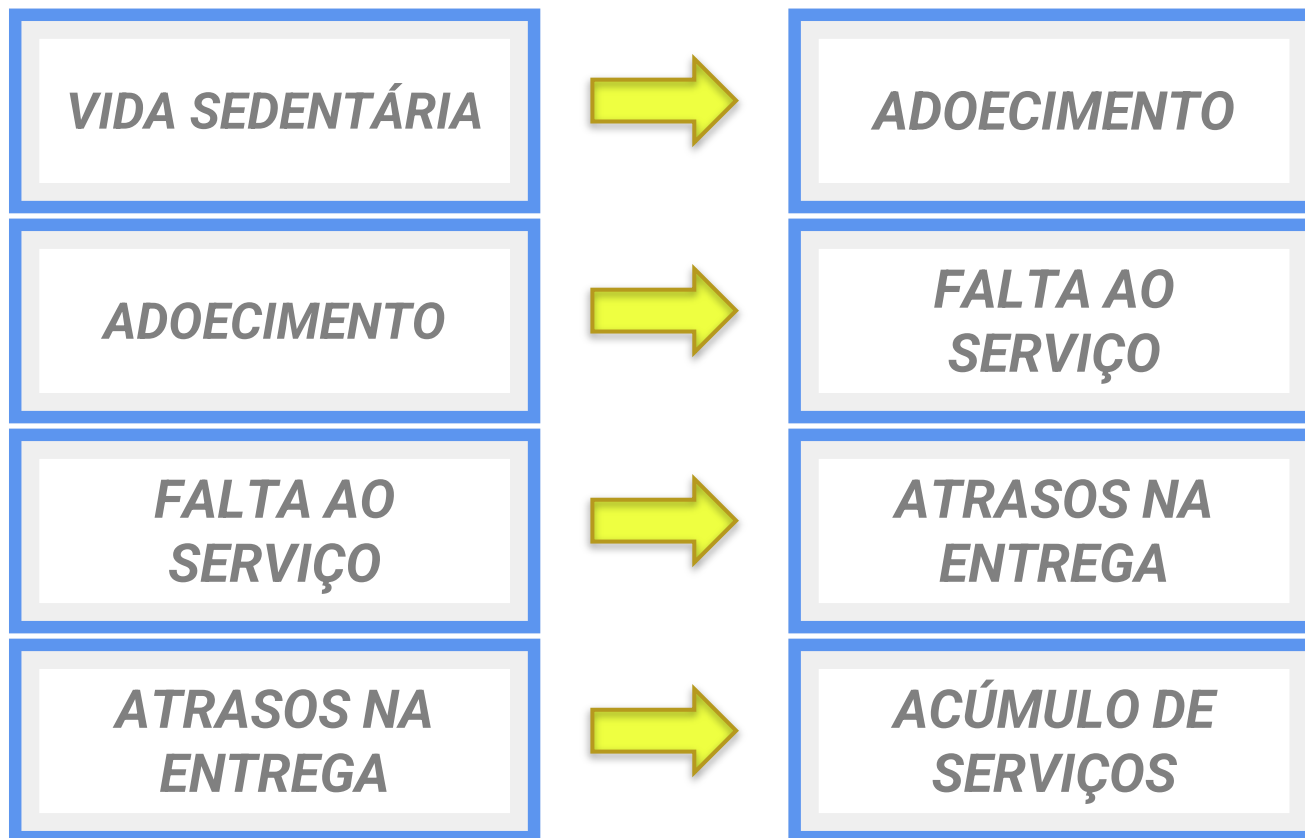 VIDA SEDENTÁRIA
ADOECIMENTO
ADOECIMENTO
FALTA AO
SERVIÇO
FALTA AO
SERVIÇO
ATRASOS NA
ENTREGA
ATRASOS NA
ENTREGA
ACÚMULO DE
SERVIÇOS